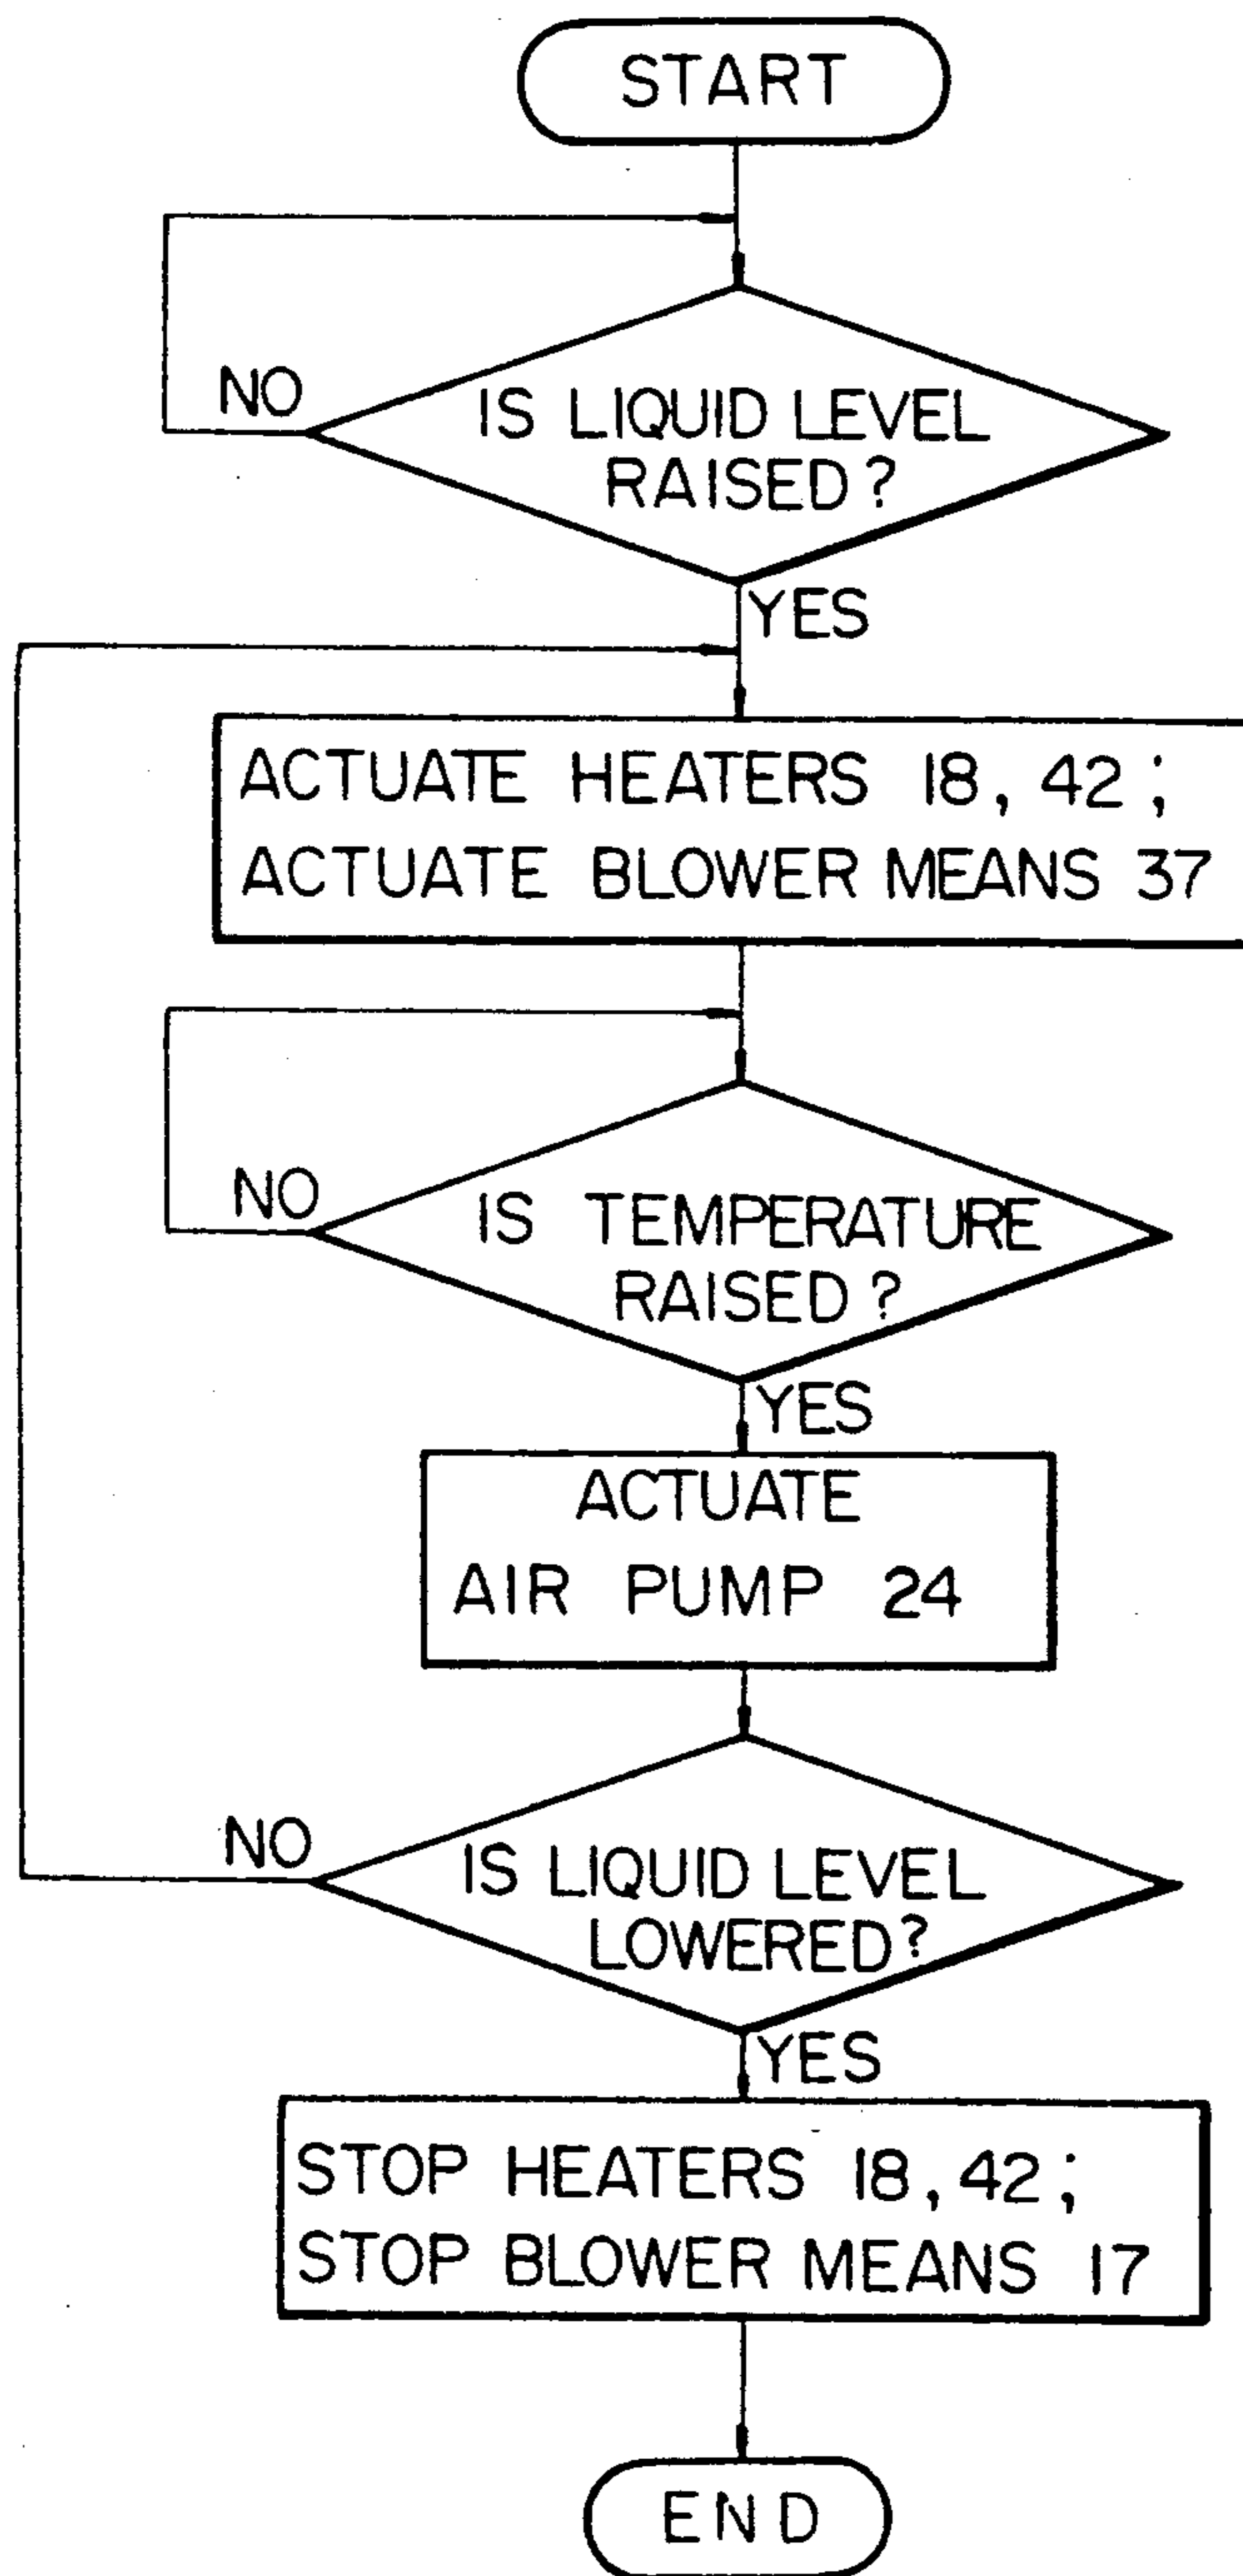 START
NO
IS LIQUID LEVEL
RAISED?
YES
ACTUATE HEATERS 18, 42;
ACTUATE BLOWER MEANS 37
NO
IS TEMPERATURE
RAISED?
YES
ACTUATE
AIR PUMP 24
NO
IS LIQUID LEVEL
LOWERED?
YES
STOP HEATERS 18, 42;
STOP BLOWER MEANS 17
END